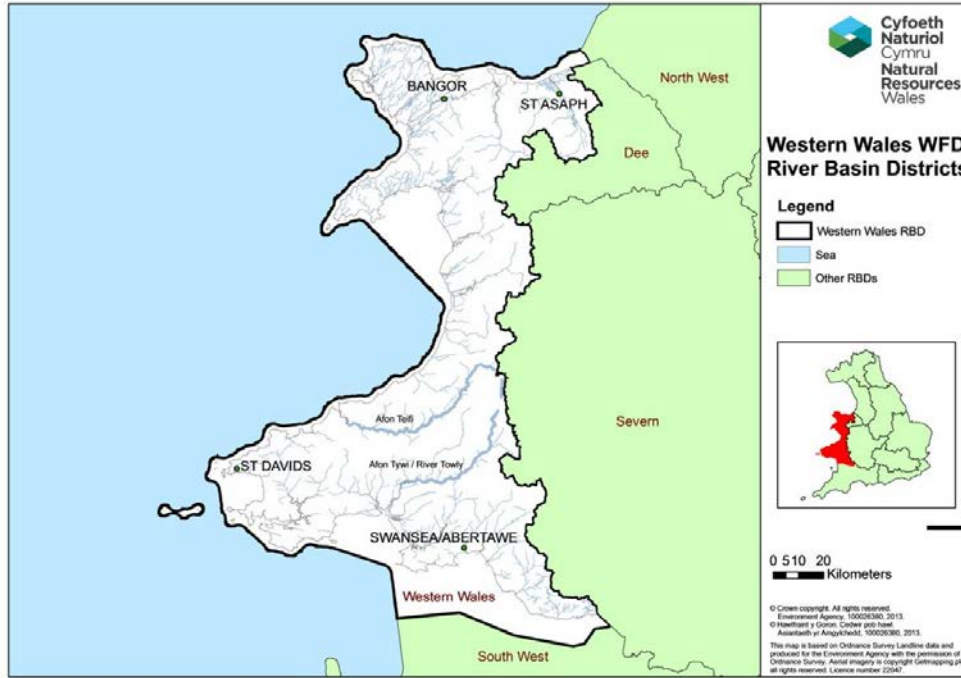 BANGOR
ST ASAPH
North West
Dee
Severn
Afon Teifi
ST DAVIDS
Afon Tywi / River Towly
SWANSEA/ABERTAWE
Western Wales
South West
Cyfoeth
Naturiol
Cymru
Natural
Resources
Wales
Western Wales WFD
River Basin Districts
Legend
Western Wales RBD
Sea
Other RBDs
0 5 10 20
Kilometers
© Crown copyright. All rights reserved.
Environment Agency, 100026380, 2013.
© Hawlfraint y Goron. Cedwir pob hawl.
Asiantaeth yr Amgylchedd, 100026380, 2013.
This map is based on Ordnance Survey Landline data and
produced for the Environment Agency with the permission of
Ordnance Survey. Aerial imagery is copyright Getmapping pl
all rights reserved. Licence number 22047.